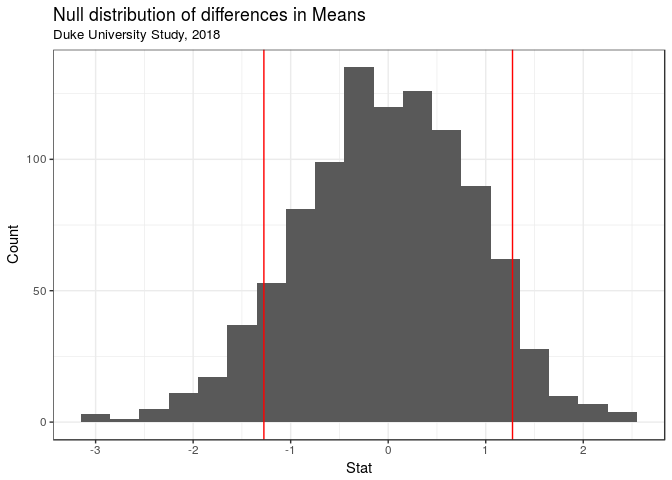 Null distribution of differences in Means
Duke University Study, 2018
Count
100
50
0
-3 -2 -1 0 1 2
Stat